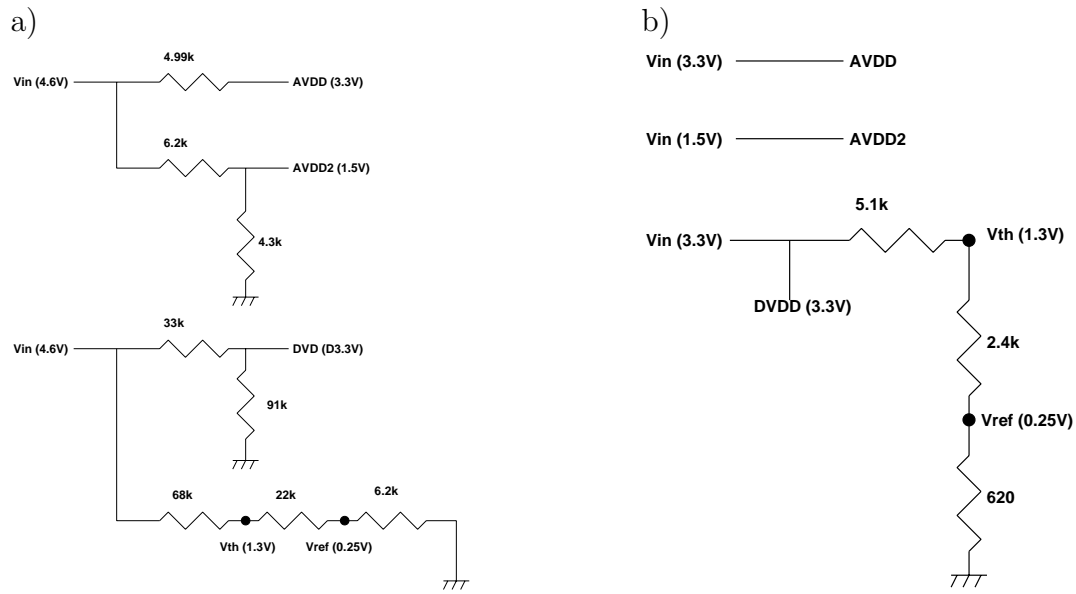 a)
4.99k
Vin (4.6V)
AVDD (3.3V)
6.2k
AVDD2 (1.5V)
4.3k
33k
Vin (4.6V)
DVD (D3.3V)
91k
68k
22k
6.2k
Vth (1.3V)
Vref (0.25V)
b)
Vin (3.3V)
AVDD
Vin (1.5V)
AVDD2
5.1k
Vin (3.3V)
Vth (1.3V)
DVDD (3.3V)
2.4k
Vref (0.25V)
620